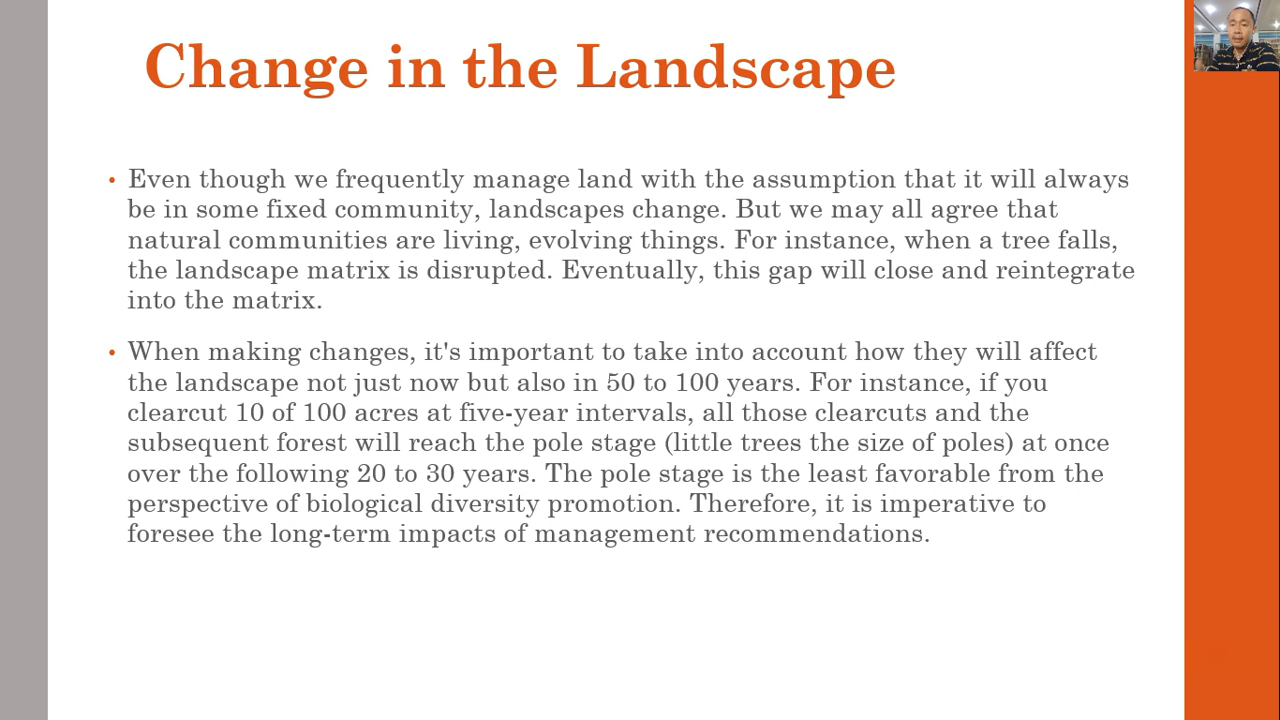 Change in the Landscape
• Even though we frequently manage land with the assumption that it will always
be in some fixed community, landscapes change. But we may all agree that
natural communities are living, evolving things. For instance, when a tree falls,
the landscape matrix is disrupted. Eventually, this gap will close and reintegrate
into the matrix.
• When making changes, it's important to take into account how they will affect
the landscape not just now but also in 50 to 100 years. For instance, if you
clearcut 10 of 100 acres at five-year intervals, all those clearcuts and the
subsequent forest will reach the pole stage (little trees the size of poles) at once
over the following 20 to 30 years. The pole stage is the least favorable from the
perspective of biological diversity promotion. Therefore, it is imperative to
foresee the long-term impacts of management recommendations.